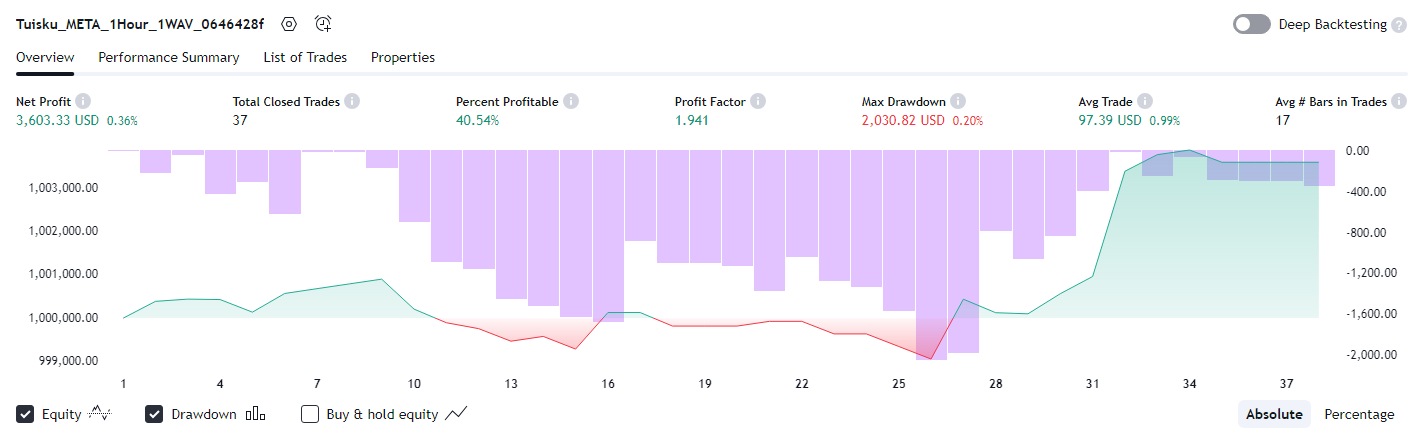 Tuisku_META_1Hour_1WAV_0646428f Deep Backtesting ?
Overview Performance Summary List of Trades Properties
Net Profit i Total Closed Trades i Percent Profitable i Profit Factor i Max Drawdown i Avg Trade i Avg # Bars in Trades i
3,603.33 USD 0.36% 37 40.54% 1.941 2,030.82 USD 0.20% 97.39 USD 0.99% 17
0.00
1,003,000.00 -400.00
1,002,000.00 -800.00
1,001,000.00 -1,200.00
1,000,000.00 -1,600.00
999,000.00 -2,000.00
1 4 7 10 13 16 19 22 25 28 31 34 37
Equity Drawdown Buy & hold equity Absolute Percentage